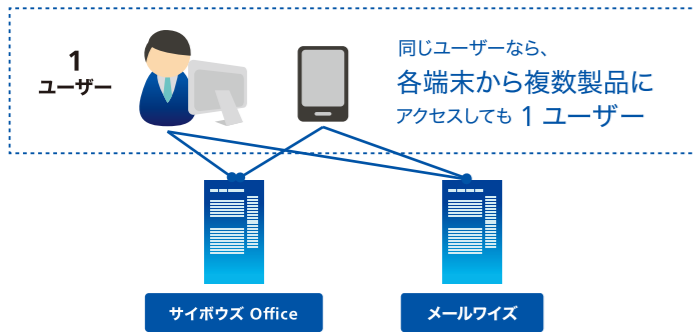 1
ユーザー
同じユーザーなら、
各端末から複数製品に
アクセスしても 1 ユーザー
サイボウズ Office
メールワイズ